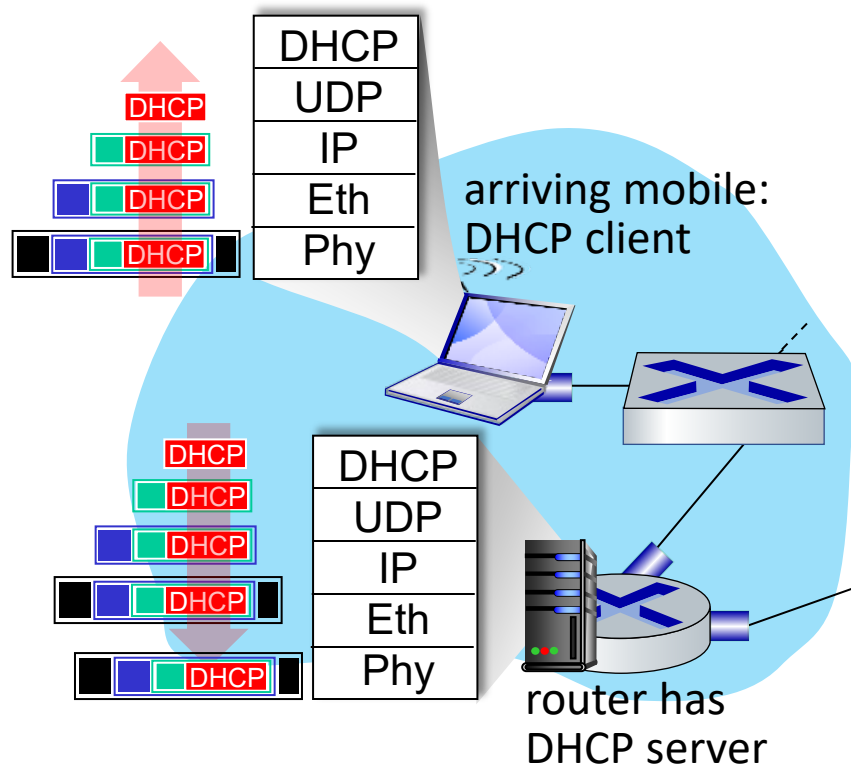 DHCP
UDP
IP
Eth
Phy
DHCP
DHCP
DHCP
DHCP
arriving mobile:
DHCP client
DHCP
DHCP
DHCP
DHCP
DHCP
DHCP
UDP
IP
Eth
Phy
router has
DHCP server